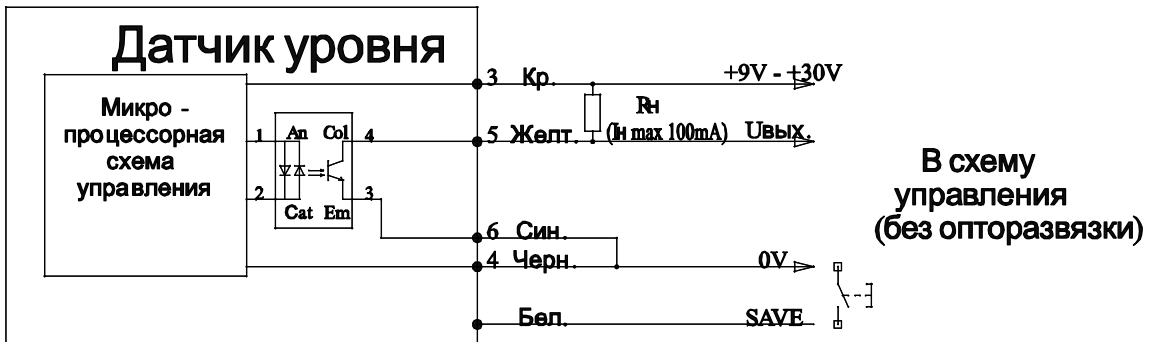 Датчик уровня
Микро -
процессорная
схема
управления
1
2
An Col
Cat Em
4
3
3 Кр.
+9V - +30V
Rн
(Iн max 100mA)
5 Желт.
Uвых.
6 Син.
4 Черн.
0V
Бел.
SAVE
В схему
управления
(без опторазвязки)